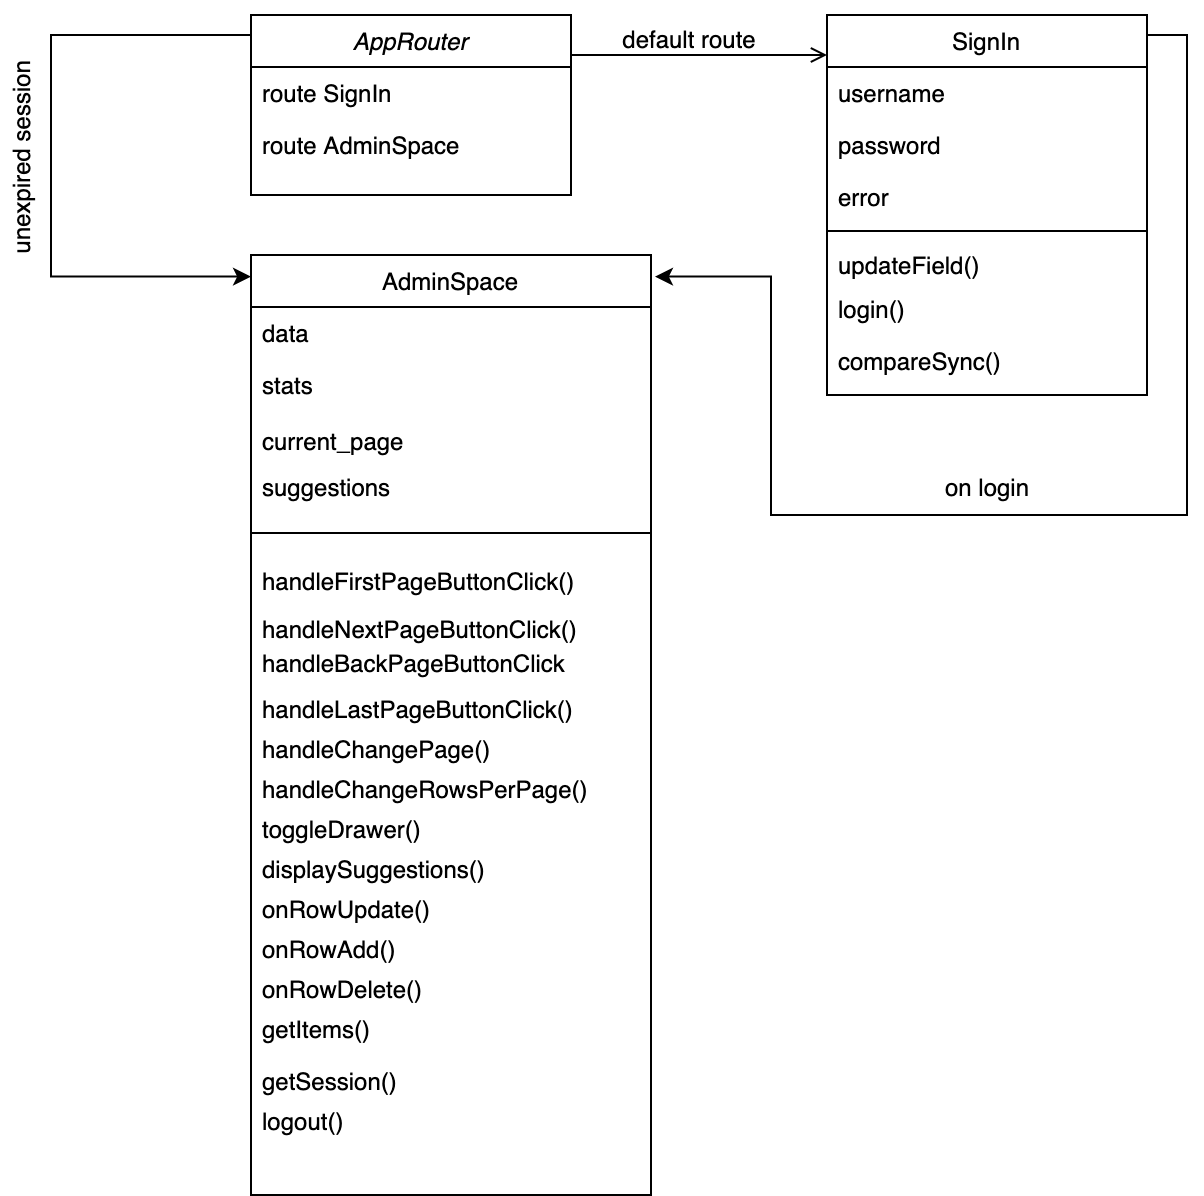 AppRouter
route SignIn
route AdminSpace
default route
SignIn
username
password
error
updateField()
login()
compareSync()
unexpired session
on login
AdminSpace
data
stats
current_page
suggestions
handleFirstPageButtonClick()
handleNextPageButtonClick()
handleBackPageButtonClick
handleLastPageButtonClick()
handleChangePage()
handleChangeRowsPerPage()
toggleDrawer()
displaySuggestions()
onRowUpdate()
onRowAdd()
onRowDelete()
getItems()
getSession()
logout()